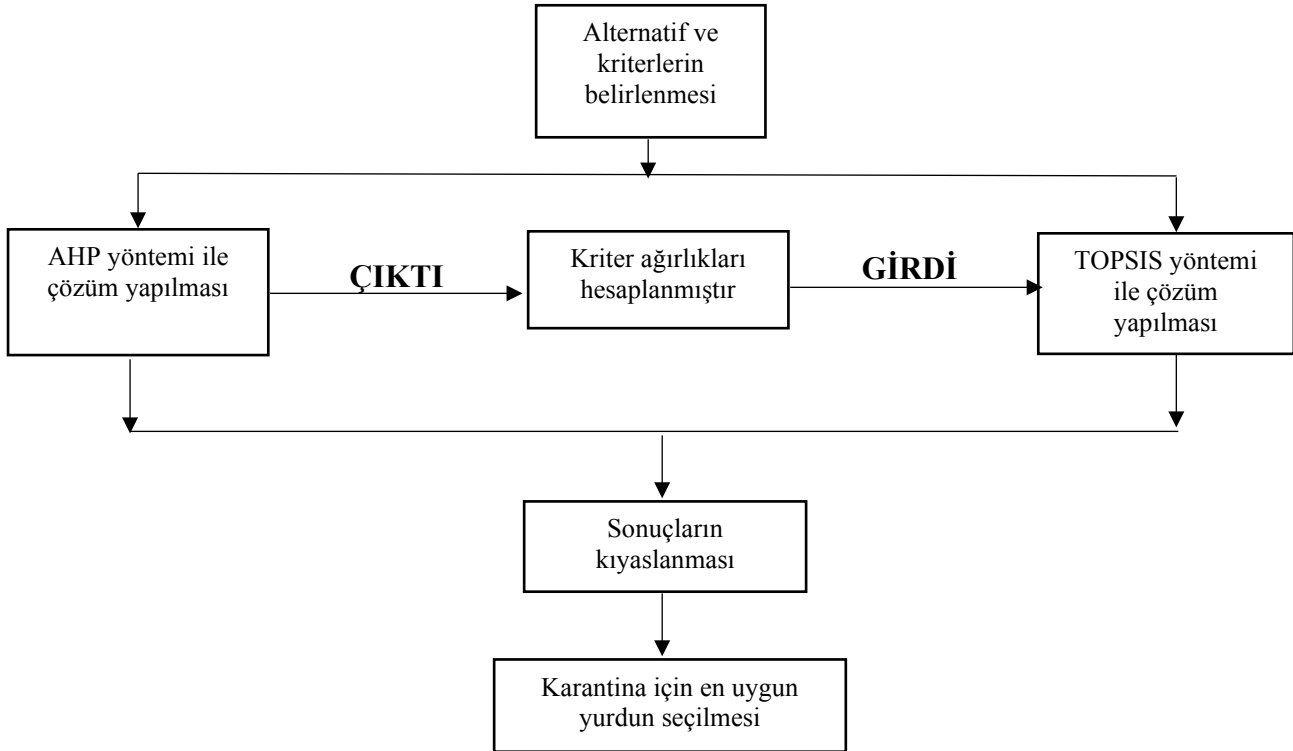 Alternatif ve
kriterlerin
belirlenmesi
AHP yöntemi ile
çözüm yapılması
ÇIKTI
Kriter ağırlıkları
hesaplanmıştır
GİRDİ
TOPSIS yöntemi
ile çözüm
yapılması
Sonuçların
kıyaslanması
Karantina için en uygun
yurdun seçilmesi